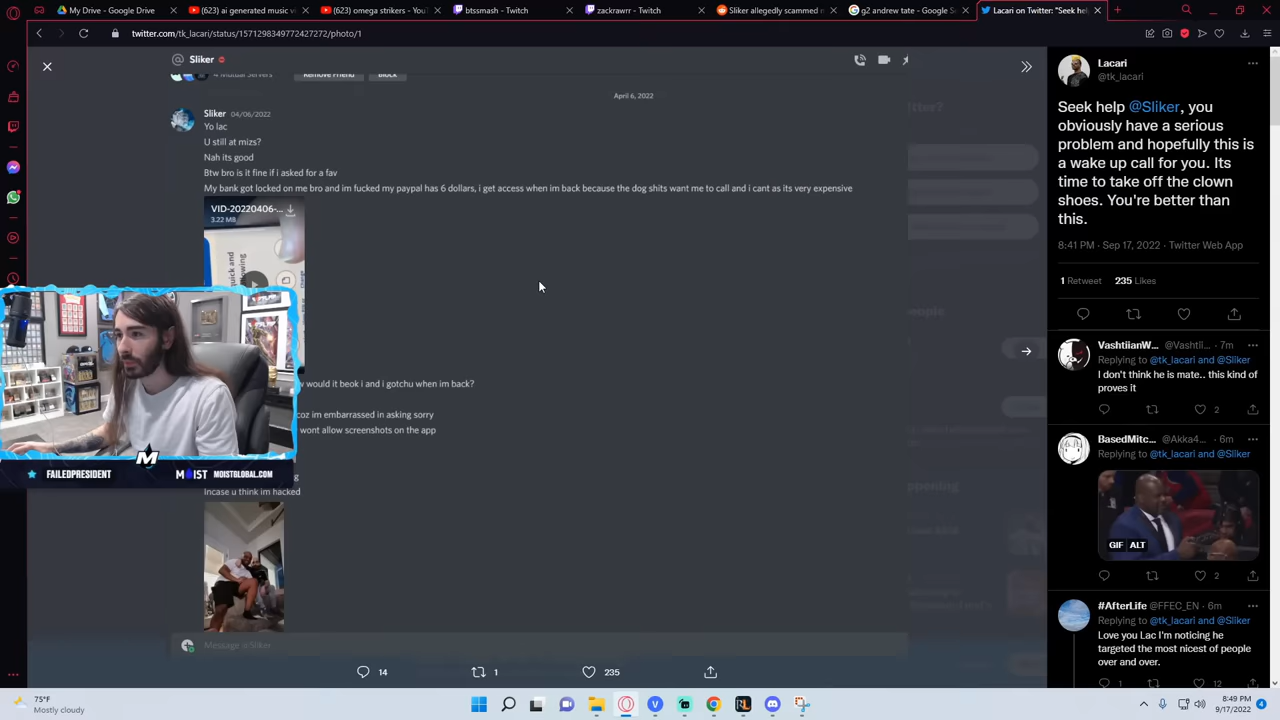 My Drive - Google Drive
(623) ai generated music vi
(623) omega strikers - YouT
btssmash - Twitch
zackrawrr - Twitch
Sliker allegedly scammed m
g2 andrew tate - Google Se
Lacari on Twitter: "Seek help
twitter.com/tk_lacari/status/1571298349772427272/photo/1
Sliker
4 Mutual Servers
Remove Friend
Block
April 6, 2022
Sliker 04/06/2022
Yo lac
U still at mizs?
Nah its good
Btw bro is it fine if i asked for a fav
My bank got locked on me bro and im fucked my paypal has 6 dollars, i get access when im back because the dog shits want me to call and i cant as its very expensive
VID-20220406-...
3.22 MB
quick and
would it beok i and i gotchu when im back?
coz im embarrassed in asking sorry
wont allow screenshots on the app
Incase u think im hacked
Message @Sliker
FAILEDPRESIDENT
M
MOIST
MOISTGLOBAL.COM
14
1
235
Lacari
@tk_lacari
Seek help @Sliker, you
obviously have a serious
problem and hopefully this is
a wake up call for you. Its
time to take off the clown
shoes. You're better than
this.
8:41 PM · Sep 17, 2022 · Twitter Web App
1 Retweet 235 Likes
VashtiianW... @Vashtii... · 7m
Replying to @tk_lacari and @Sliker
I don't think he is mate.. this kind of
proves it
2
BasedMitc... @Akka4... · 6m
Replying to @tk_lacari and @Sliker
GIF ALT
2
#AfterLife @FFEC_EN · 6m
Replying to @tk_lacari and @Sliker
Love you Lac I'm noticing he
targeted the most nicest of people
over and over.
1
12
75°F
Mostly cloudy
8:49 PM
9/17/2022